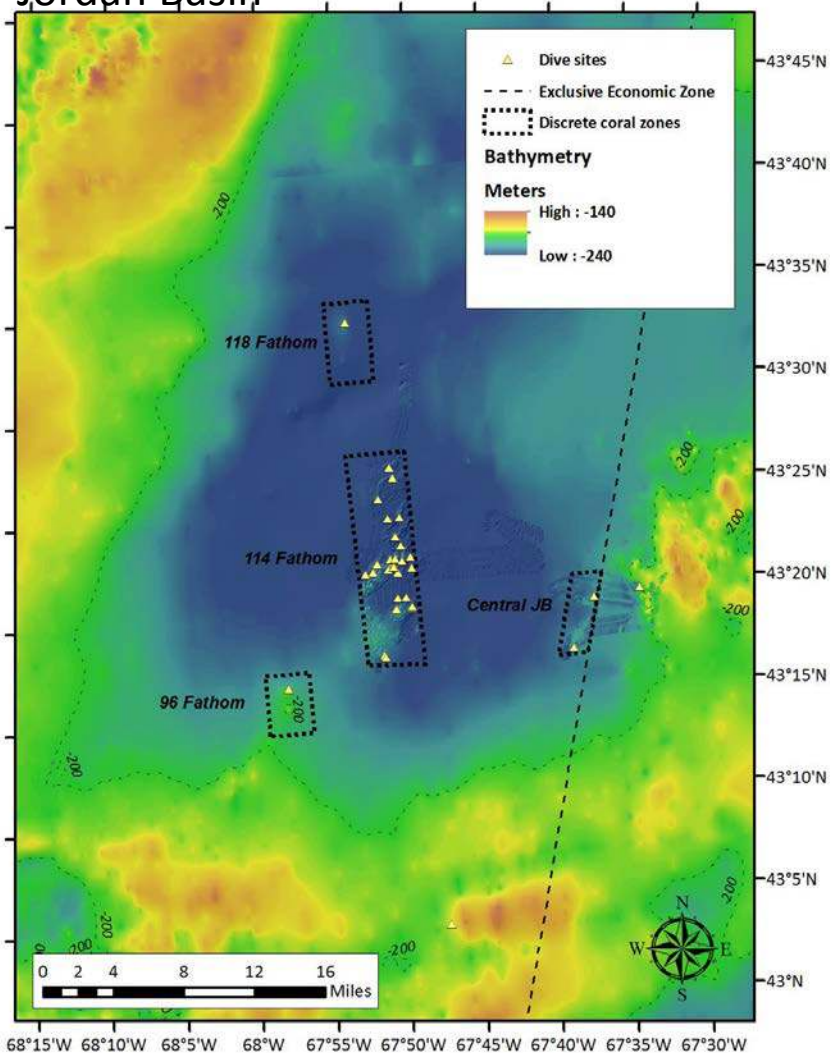 Jordan Basin
Dive sites
Exclusive Economic Zone
Discrete coral zones
Bathymetry
Meters
High : -140
Low : -240
43°45'N
43°40'N
43°35'N
43°30'N
43°25'N
43°20'N
43°15'N
43°10'N
43°5'N
43°N
-200
118 Fathom
-200
-200
114 Fathom
Central JB
-200
96 Fathom
-200
-200
-200
-200
-200
-200
N
W E
S
0 2 4 8 12 16
Miles
68°15'W 68°10'W 68°5'W 68°W 67°55'W 67°50'W 67°45'W 67°40'W 67°35'W 67°30'W